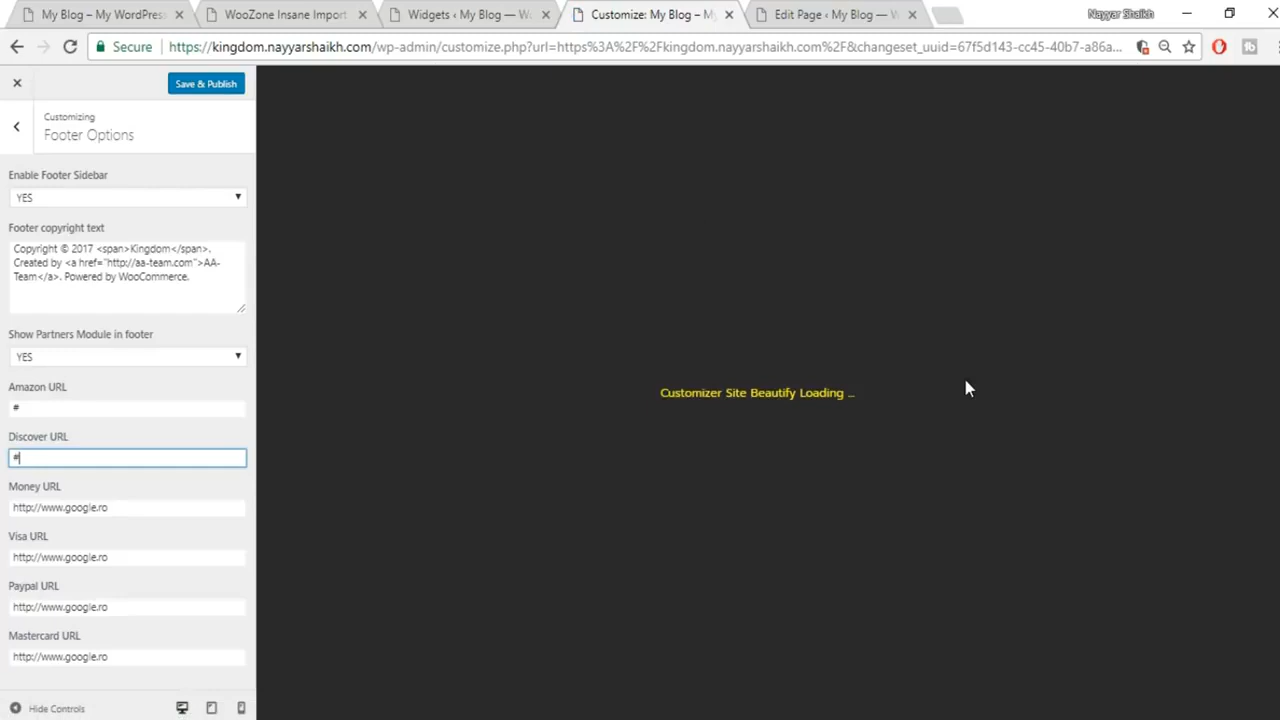 My Blog – My WordPress
WooZone Insane Import
Widgets ‹ My Blog — W
Customize: My Blog – My
Edit Page ‹ My Blog — W
Nayyar Shaikh
Secure
https://kingdom.nayyarshaikh.com/wp-admin/customize.php?url=https%3A%2F%2Fkingdom.nayyarshaikh.com%2F&changeset_uuid=67f5d143-cc45-40b7-a86a...
Save & Publish
Customizing
Footer Options
Enable Footer Sidebar
YES
Footer copyright text
Copyright © 2017 <span>Kingdom</span>.
Created by <a href="http://aa-team.com">AA-
Team</a>. Powered by WooCommerce.
Show Partners Module in footer
YES
Amazon URL
#
Discover URL
#
Money URL
http://www.google.ro
Visa URL
http://www.google.ro
Paypal URL
http://www.google.ro
Mastercard URL
http://www.google.ro
Hide Controls
Customizer Site Beautify Loading ...